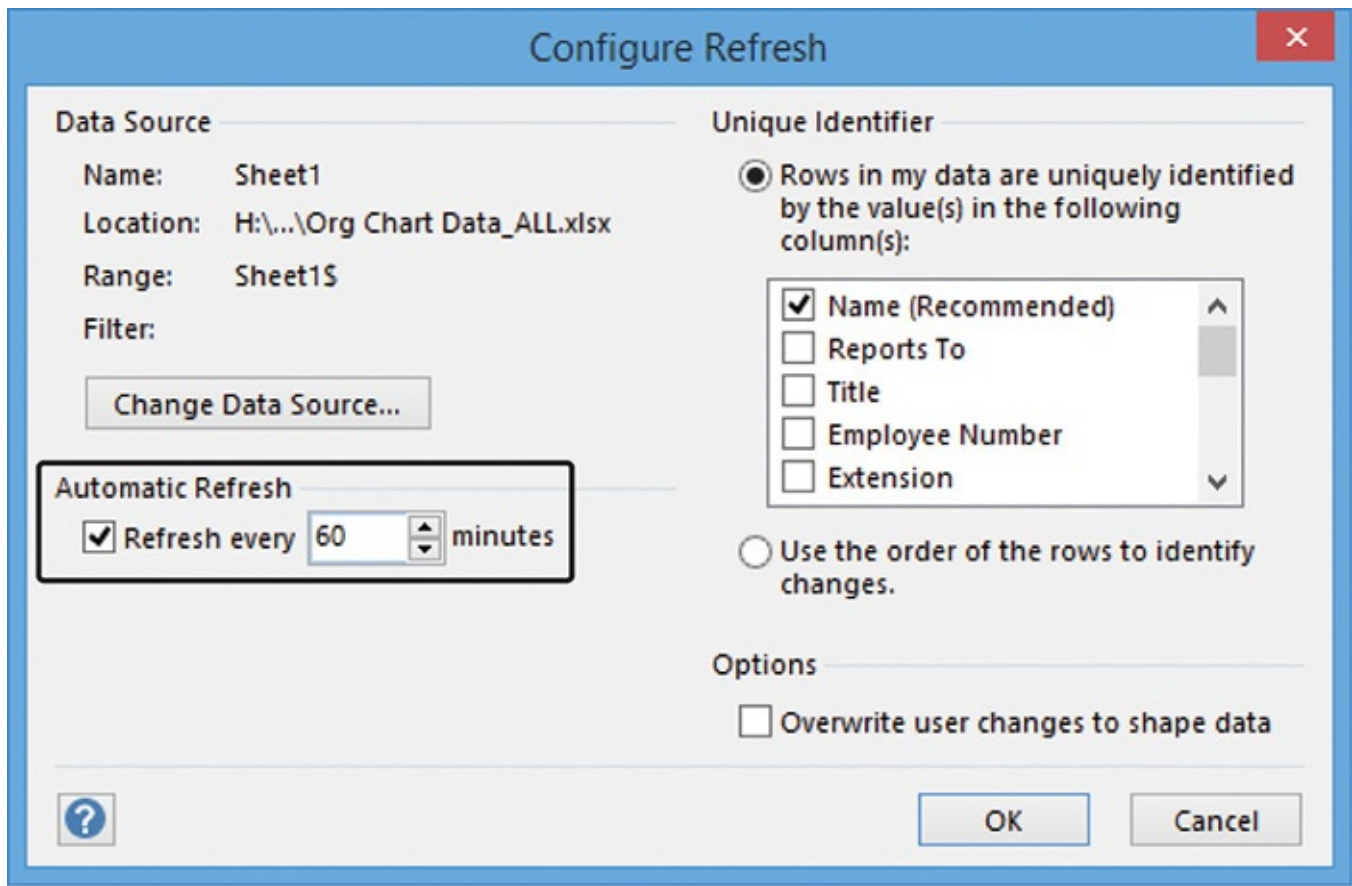 Configure Refresh
Data Source
Name: Sheet1
Location: H:\...\Org Chart Data_ALL.xlsx
Range: Sheet1$
Filter:
Change Data Source...
Automatic Refresh
Refresh every 60 minutes
Unique Identifier
Rows in my data are uniquely identified
by the value(s) in the following
column(s):
Name (Recommended)
Reports To
Title
Employee Number
Extension
Use the order of the rows to identify
changes.
Options
Overwrite user changes to shape data
?
OK
Cancel